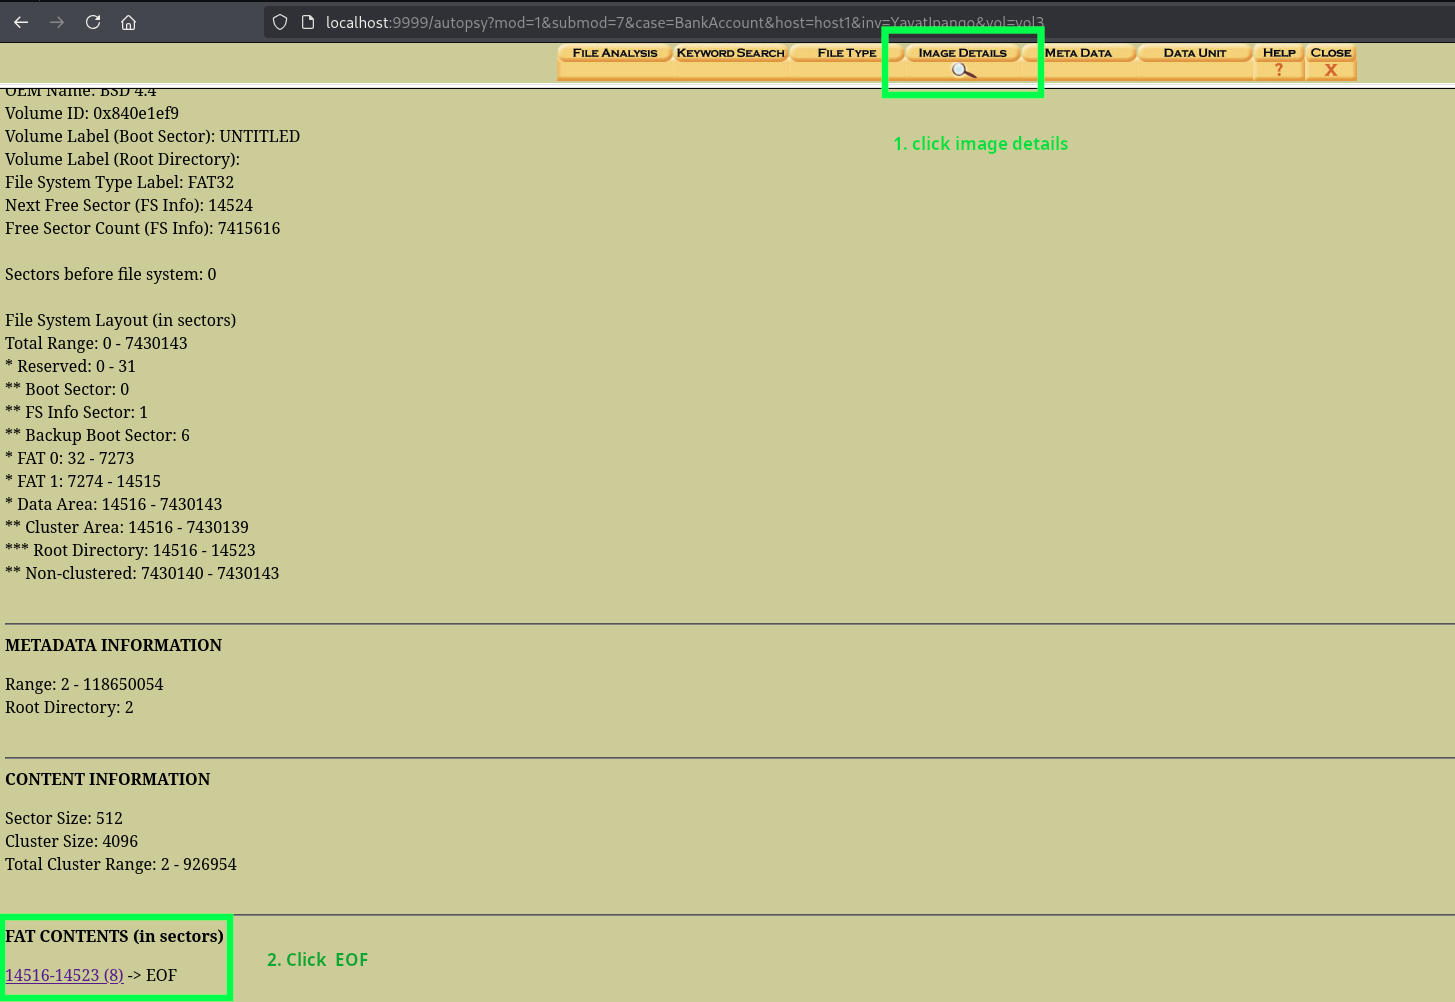 localhost:9999/autopsy?mod=1&submod=7&case=BankAccount&host=host1&inv=YayatIpango&vol=vol3
FILE ANALYSIS KEYWORD SEARCH FILE TYPE IMAGE DETAILS META DATA DATA UNIT HELP CLOSE
? X
OEM Name: BSD 4.4
Volume ID: 0x840e1ef9
Volume Label (Boot Sector): UNTITLED
1. click image details
Volume Label (Root Directory):
File System Type Label: FAT32
Next Free Sector (FS Info): 14524
Free Sector Count (FS Info): 7415616
Sectors before file system: 0
File System Layout (in sectors)
Total Range: 0 - 7430143
* Reserved: 0 - 31
** Boot Sector: 0
** FS Info Sector: 1
** Backup Boot Sector: 6
* FAT 0: 32 - 7273
* FAT 1: 7274 - 14515
* Data Area: 14516 - 7430143
** Cluster Area: 14516 - 7430139
*** Root Directory: 14516 - 14523
** Non-clustered: 7430140 - 7430143
METADATA INFORMATION
Range: 2 - 118650054
Root Directory: 2
CONTENT INFORMATION
Sector Size: 512
Cluster Size: 4096
Total Cluster Range: 2 - 926954
FAT CONTENTS (in sectors)
2. Click EOF
14516-14523 (8) -> EOF